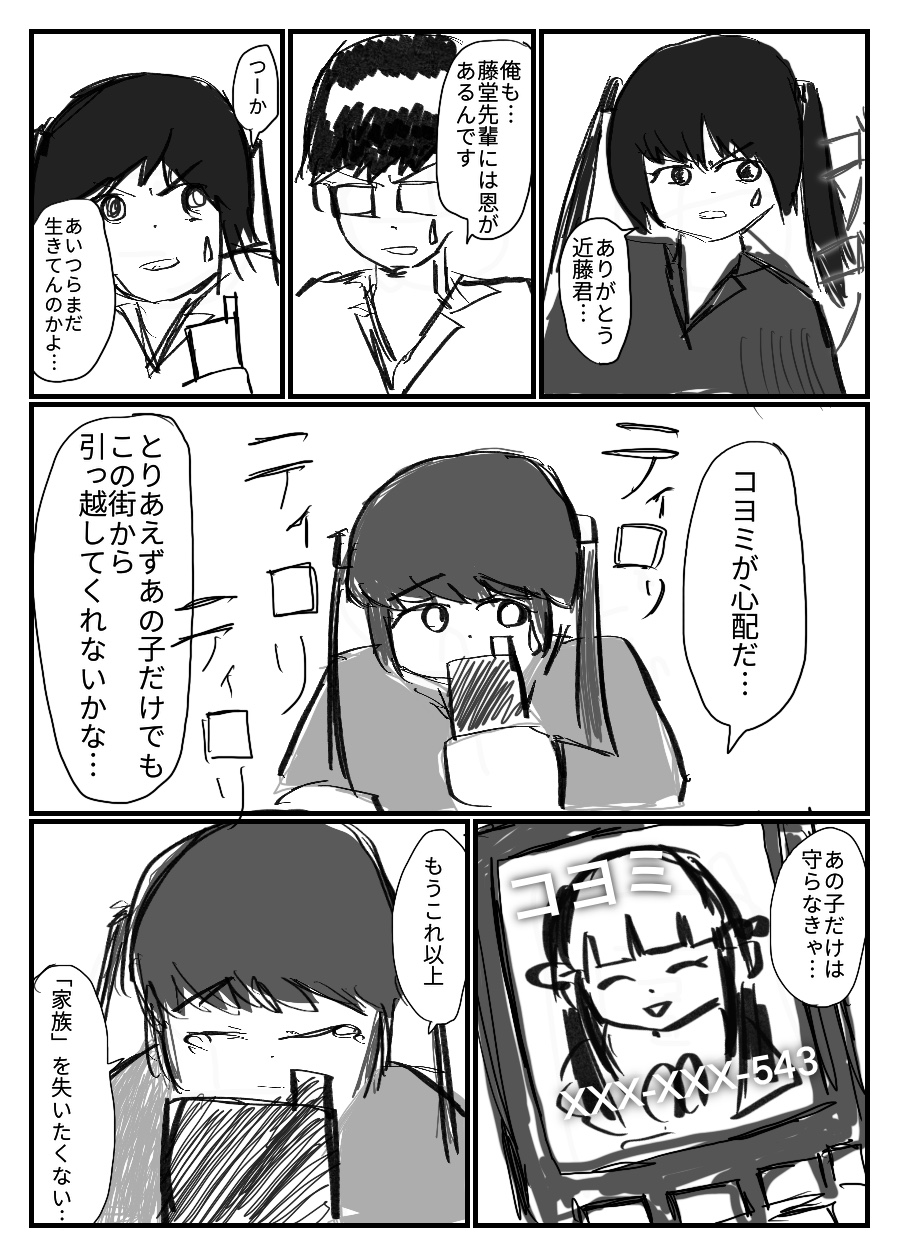 ありがとう
近藤君…
俺も…
藤堂先輩には恩が
あるんです
つーか
あいつらまだ
生きてんのかよ…
コヨミが心配だ…
ティロリ
ティロリ
ティロリ
とりあえずあの子だけでも
この街から
引っ越してくれないかな…
あの子だけは
守らなきゃ…
コヨミ
XXX-XXX-543
もうこれ以上
「家族」を失いたくない…